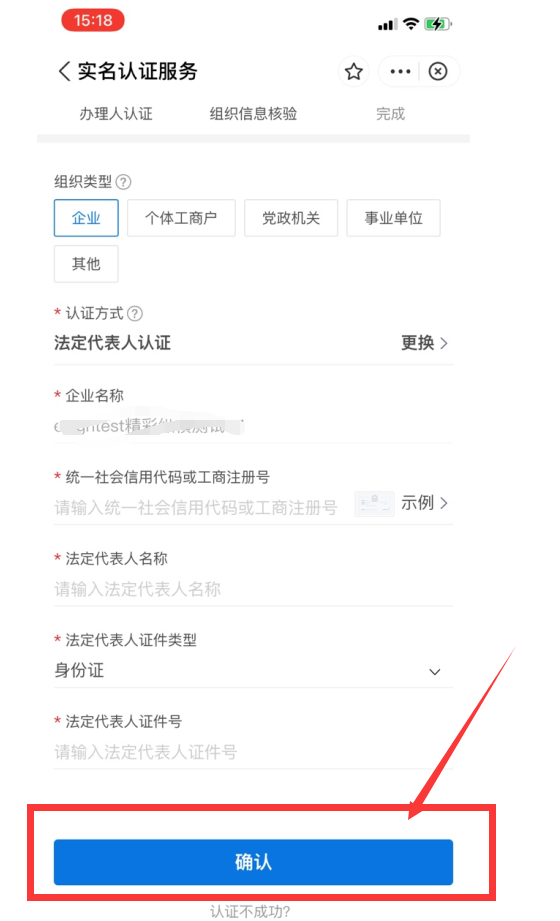 15:18
实名认证服务
办理人认证 组织信息核验 完成
组织类型
企业 个体工商户 党政机关 事业单位
其他
* 认证方式
法定代表人认证 更换
* 企业名称
test精彩 测试
* 统一社会信用代码或工商注册号
请输入统一社会信用代码或工商注册号 示例
* 法定代表人名称
请输入法定代表人名称
* 法定代表人证件类型
身份证
* 法定代表人证件号
请输入法定代表人证件号
确认
认证不成功?